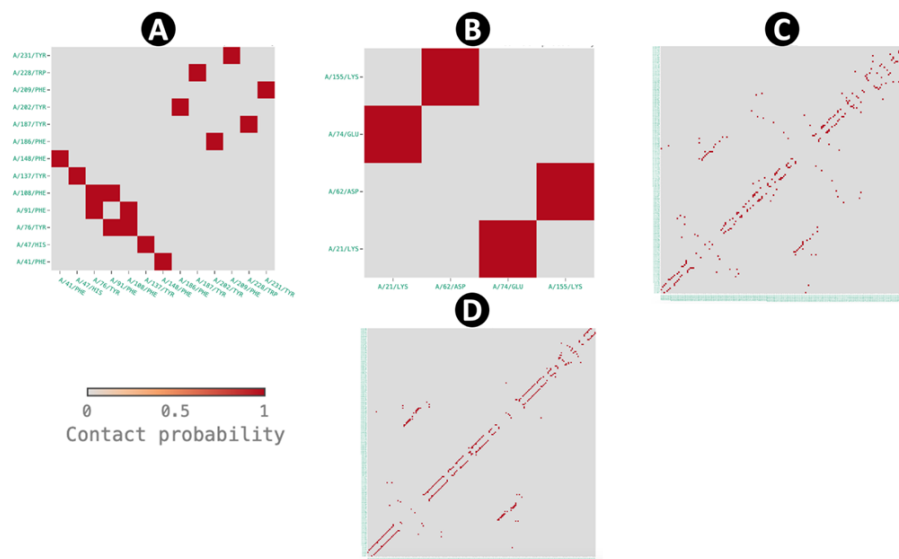 A
B
C
A/231/TYR
A/228/TRP
A/209/PHE
A/202/TYR
A/187/TYR
A/186/PHE
A/148/PHE
A/137/TYR
A/108/PHE
A/91/PHE
A/76/TYR
A/47/HIS
A/41/PHE
A/41/PHE
A/47/HIS
A/76/TYR
A/91/PHE
A/108/PHE
A/137/TYR
A/148/PHE
A/186/PHE
A/187/TYR
A/202/TYR
A/209/PHE
A/228/TRP
A/231/TYR
A/155/LYS
A/74/GLU
A/62/ASP
A/21/LYS
A/21/LYS
A/62/ASP
A/74/GLU
A/155/LYS
D
0
0.5
1
Contact probability